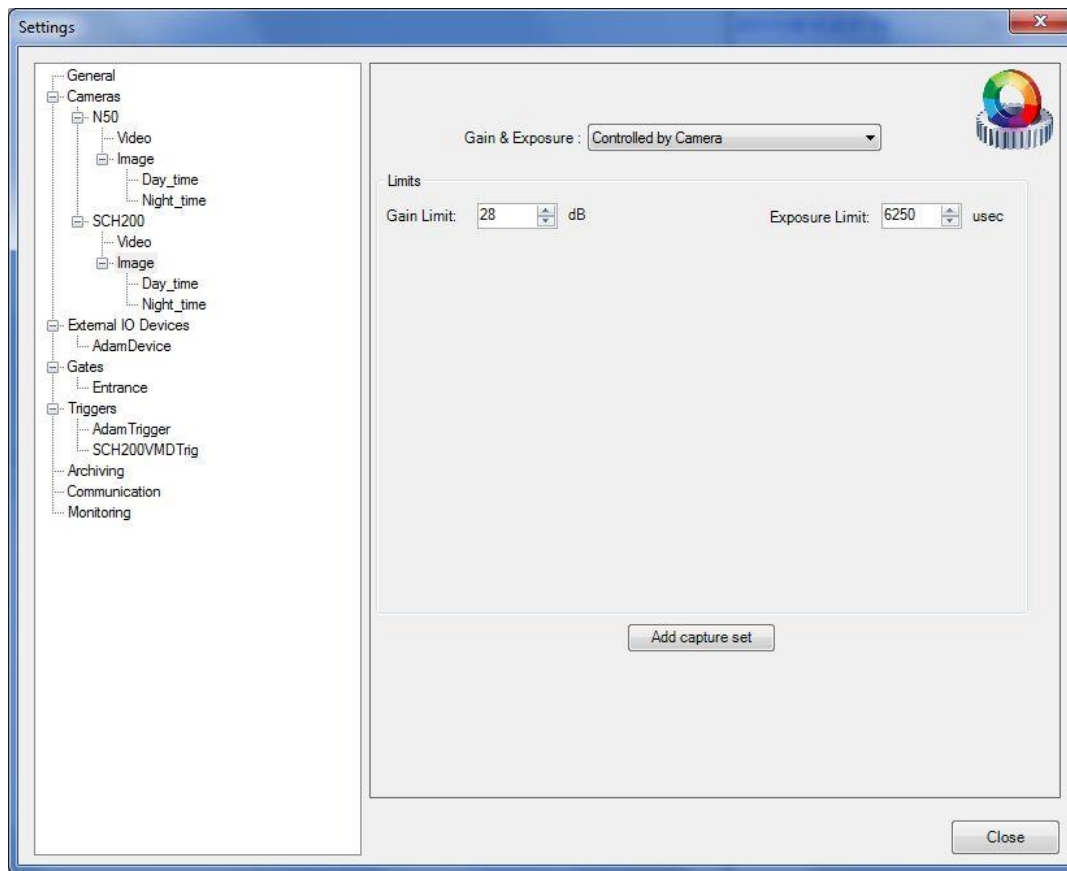 Settings
General
Cameras
N50
Video
Image
Day_time
Night_time
SCH200
Video
Image
Day_time
Night_time
External IO Devices
AdamDevice
Gates
Entrance
Triggers
AdamTrigger
SCH200VMDTrig
Archiving
Communication
Monitoring
Gain & Exposure : Controlled by Camera
Limits
Gain Limit: 28 dB Exposure Limit: 6250 usec
Add capture set
Close